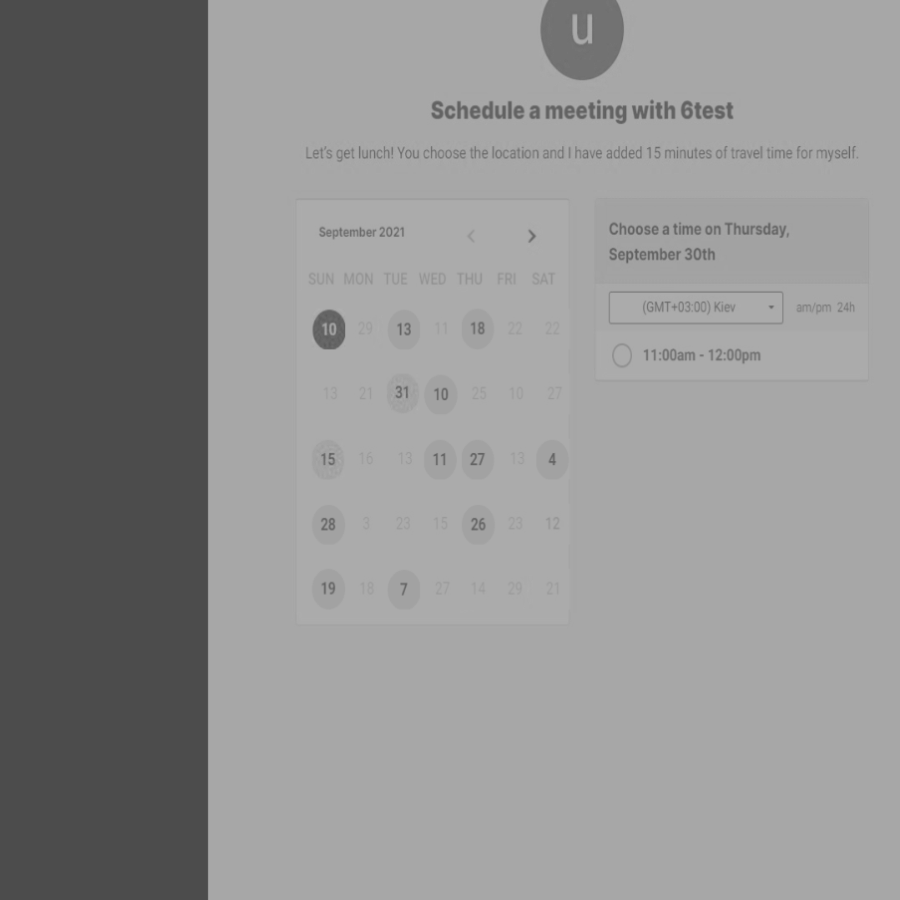 u
Schedule a meeting with 6test
Let's get lunch! You choose the location and I have added 15 minutes of travel time for myself.
September 2021
SUN MON TUE WED THU FRI SAT
10 29 13 11 18 22 22
13 21 31 10 25 10 27
15 16 13 11 27 13 4
28 3 23 15 26 23 12
19 18 7 27 14 29 21
Choose a time on Thursday,
September 30th
(GMT+03:00) Kiev am/pm 24h
11:00am - 12:00pm